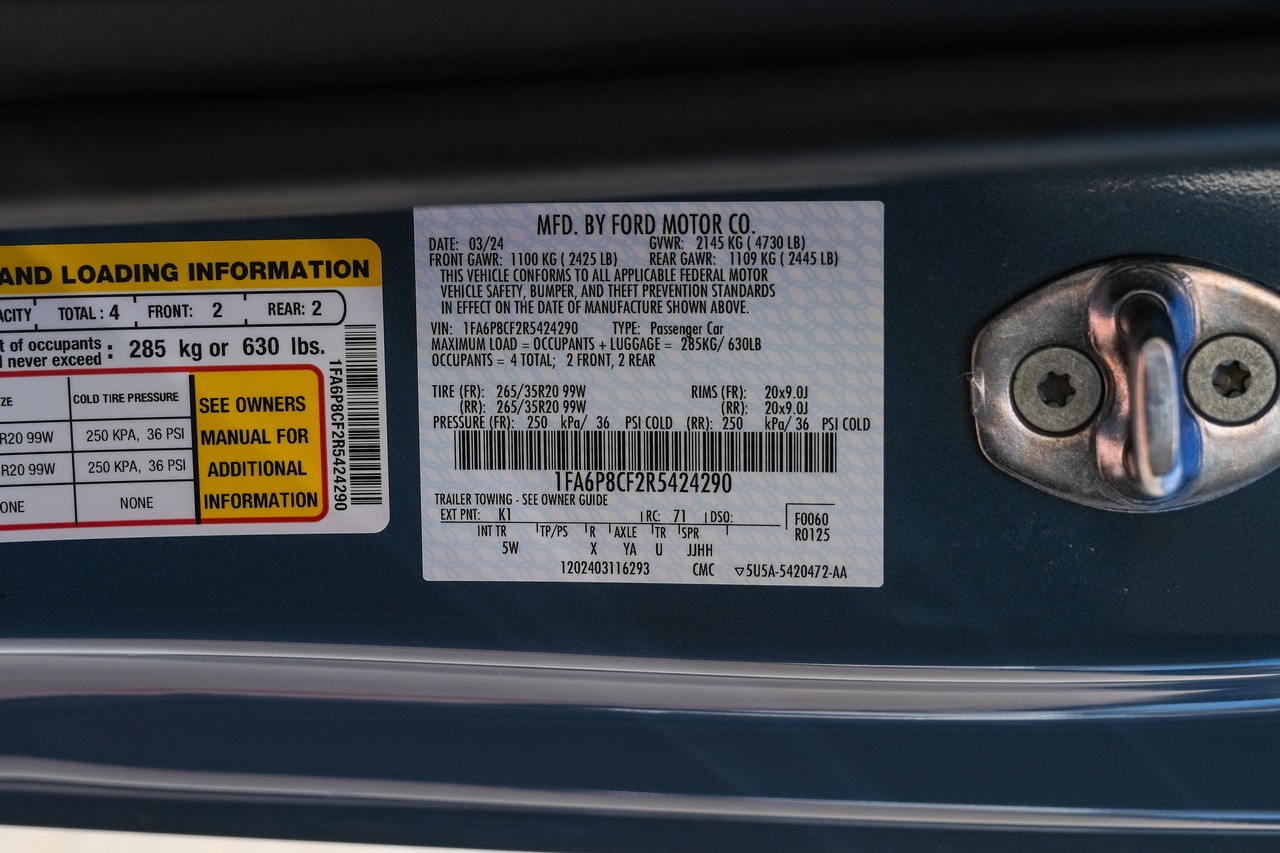 AND LOADING INFORMATION
ACITY TOTAL : 4 FRONT: 2 REAR: 2
t of occupants
l never exceed : 285 kg or 630 lbs.
ZE COLD TIRE PRESSURE
R20 99W 250 KPA, 36 PSI
R20 99W 250 KPA, 36 PSI
ONE NONE
SEE OWNERS
MANUAL FOR
ADDITIONAL
INFORMATION
1FA6P8CF2R5424290
MFD. BY FORD MOTOR CO.
DATE: 03/24 GVWR: 2145 KG ( 4730 LB)
FRONT GAWR: 1100 KG ( 2425 LB) REAR GAWR: 1109 KG ( 2445 LB)
THIS VEHICLE CONFORMS TO ALL APPLICABLE FEDERAL MOTOR
VEHICLE SAFETY, BUMPER, AND THEFT PREVENTION STANDARDS
IN EFFECT ON THE DATE OF MANUFACTURE SHOWN ABOVE.
VIN: 1FA6P8CF2R5424290 TYPE: Passenger Car
MAXIMUM LOAD = OCCUPANTS + LUGGAGE = 285KG/ 630LB
OCCUPANTS = 4 TOTAL; 2 FRONT, 2 REAR
TIRE (FR): 265/35R20 99W RIMS (FR): 20x9.0J
(RR): 265/35R20 99W (RR): 20x9.0J
PRESSURE (FR): 250 kPa/ 36 PSI COLD (RR): 250 kPa/ 36 PSI COLD
1FA6P8CF2R5424290
TRAILER TOWING - SEE OWNER GUIDE
EXT PNT: K1 RC: 71 DSO: F0060
R0125
INT TR TP/PS R AXLE TR SPR
5W X YA U JJHH
1202403116293 CMC ▽5U5A-5420472-AA